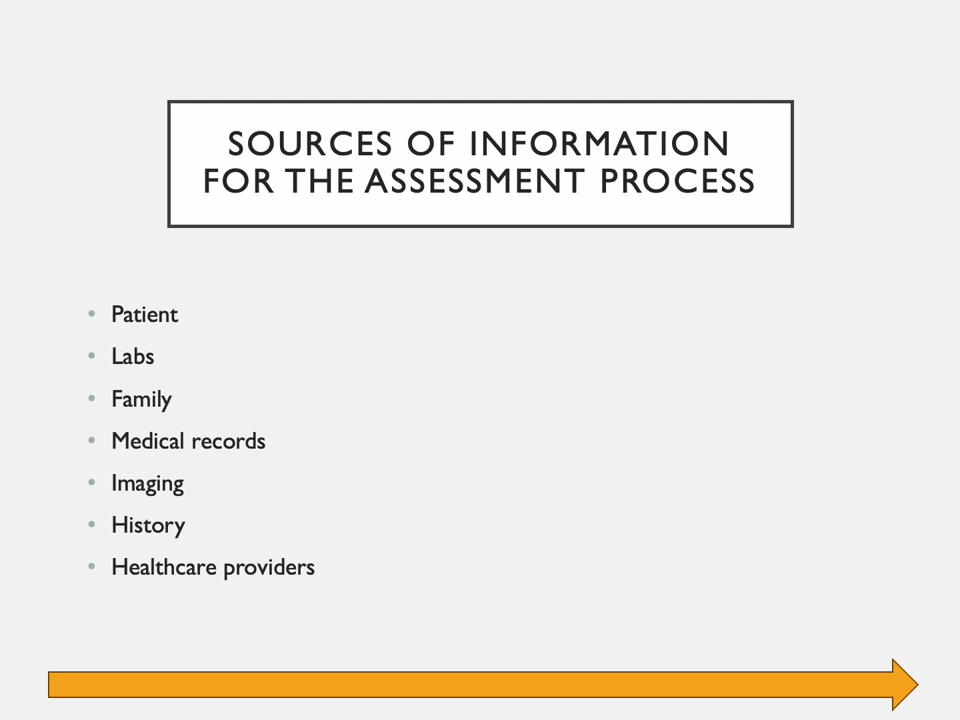 SOURCES OF INFORMATION
FOR THE ASSESSMENT PROCESS
• Patient
• Labs
• Family
• Medical records
• Imaging
• History
• Healthcare providers